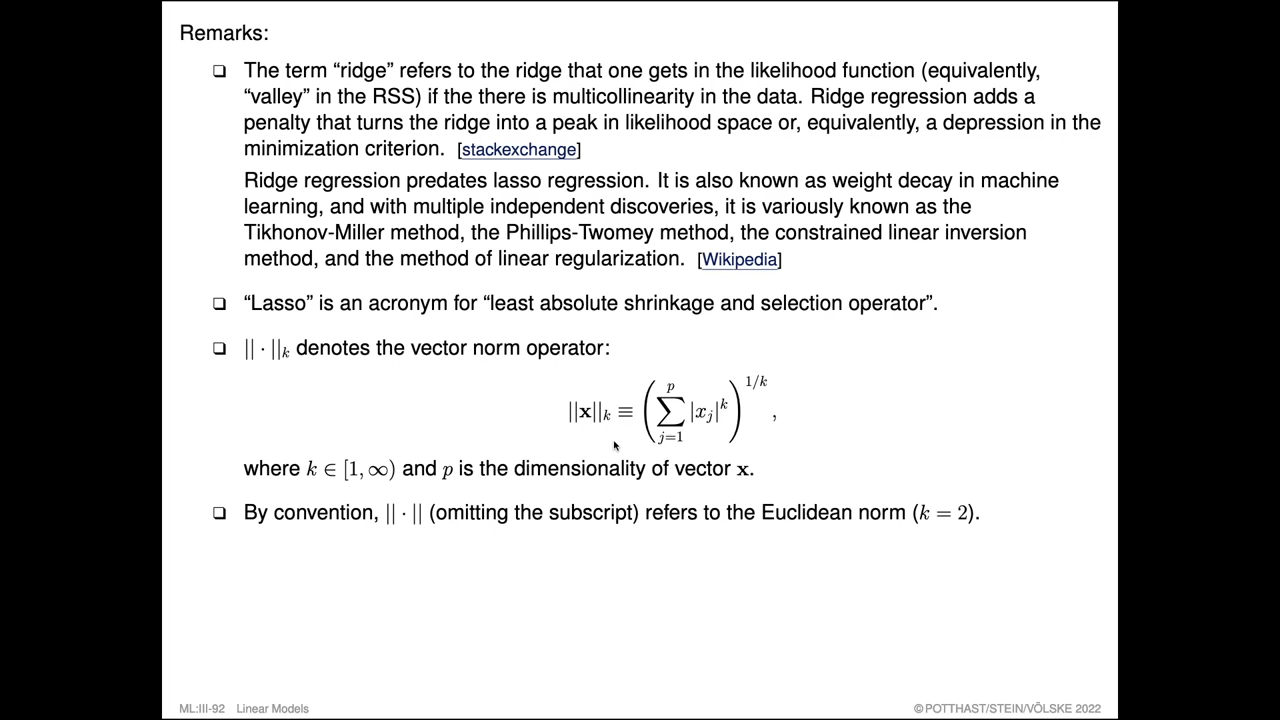 Remarks:
❑ The term “ridge” refers to the ridge that one gets in the likelihood function (equivalently,
“valley” in the RSS) if the there is multicollinearity in the data. Ridge regression adds a
penalty that turns the ridge into a peak in likelihood space or, equivalently, a depression in the
minimization criterion. [stackexchange]
Ridge regression predates lasso regression. It is also known as weight decay in machine
learning, and with multiple independent discoveries, it is variously known as the
Tikhonov-Miller method, the Phillips-Twomey method, the constrained linear inversion
method, and the method of linear regularization. [Wikipedia]
❑ “Lasso” is an acronym for “least absolute shrinkage and selection operator”.
❑ || · ||_k denotes the vector norm operator:
||x||_k ≡ (∑_{j=1}^{p} |x_j|^k)^{1/k} ,
where k ∈ [1, ∞) and p is the dimensionality of vector x.
❑ By convention, || · || (omitting the subscript) refers to the Euclidean norm (k = 2).
ML:III-92 Linear Models
© POTTHAST/STEIN/VÖLSKE 2022